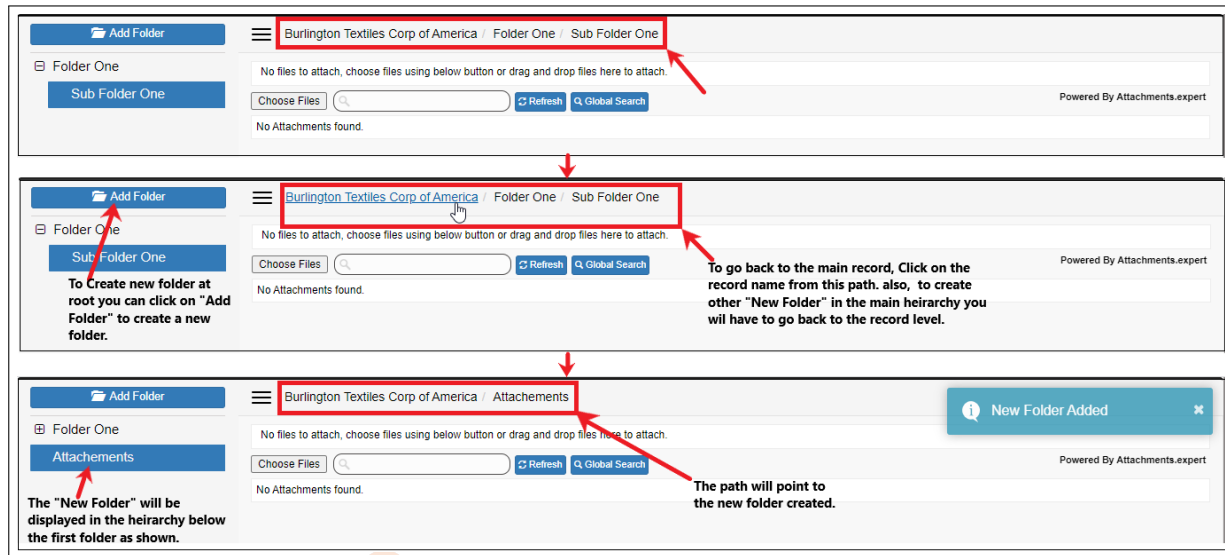 Add Folder
Burlington Textiles Corp of America / Folder One / Sub Folder One
Folder One
Sub Folder One
No files to attach, choose files using below button or drag and drop files here to attach.
Choose Files
Refresh
Global Search
Powered By Attachments.expert
No Attachments found.
Add Folder
Burlington Textiles Corp of America / Folder One / Sub Folder One
Folder One
Sub Folder One
No files to attach, choose files using below button or drag and drop files here to attach.
Choose Files
Refresh
Global Search
Powered By Attachments.expert
No Attachments found.
To Create new folder at
root you can click on "Add
Folder" to create a new
folder.
To go back to the main record, Click on the
record name from this path. also, to create
other "New Folder" in the main heirarchy you
wil have to go back to the record level.
Add Folder
Burlington Textiles Corp of America / Attachements
New Folder Added
Folder One
Attachements
No files to attach, choose files using below button or drag and drop files here to attach.
Choose Files
Refresh
Global Search
Powered By Attachments.expert
No Attachments found.
The "New Folder" will be
displayed in the heirarchy below
the first folder as shown.
The path will point to
the new folder created.